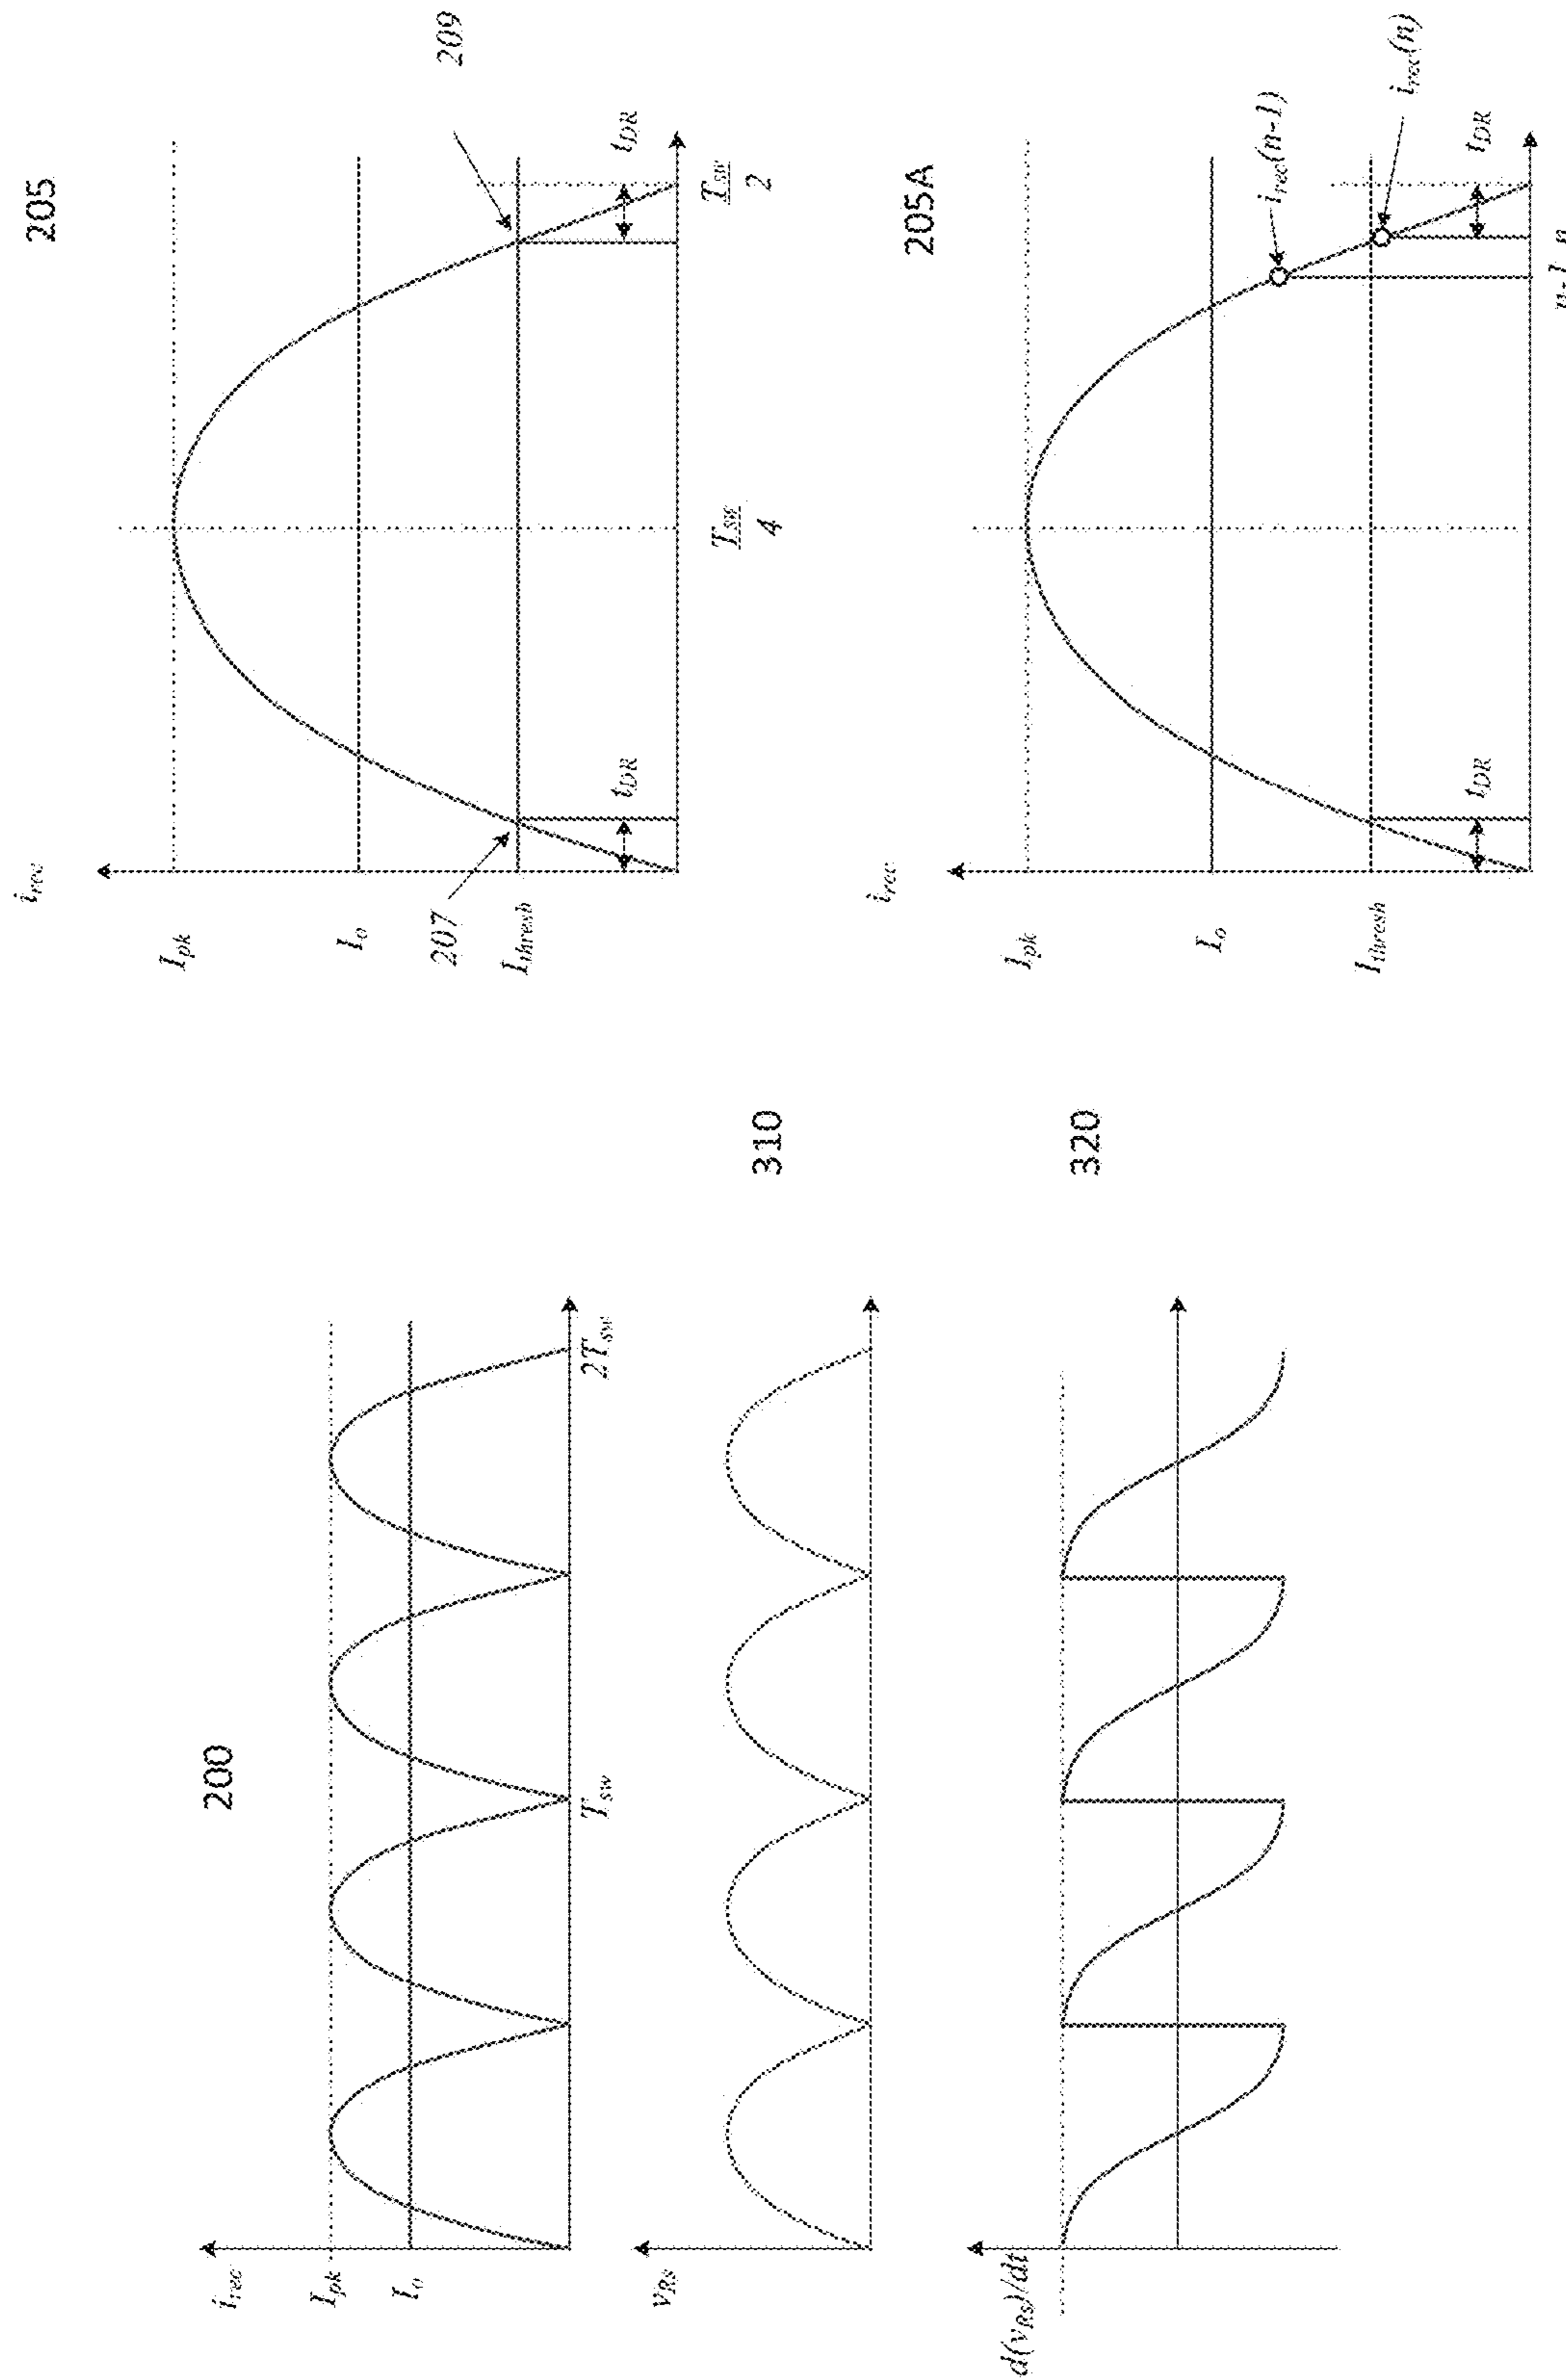 200
i_rec
I_pk
I_o
T_sw
2T_sw
310
v_Rs
320
d(v_Rs)/dt
205
i_rec
I_pk
I_o
207
I_thresh
209
t_DR
t_DR
T_sw
4
T_sw
2
205A
i_rec
I_pk
I_o
I_thresh
i_rec(n-1)
i_rec(n)
t_DR
t_DR
n-1 n